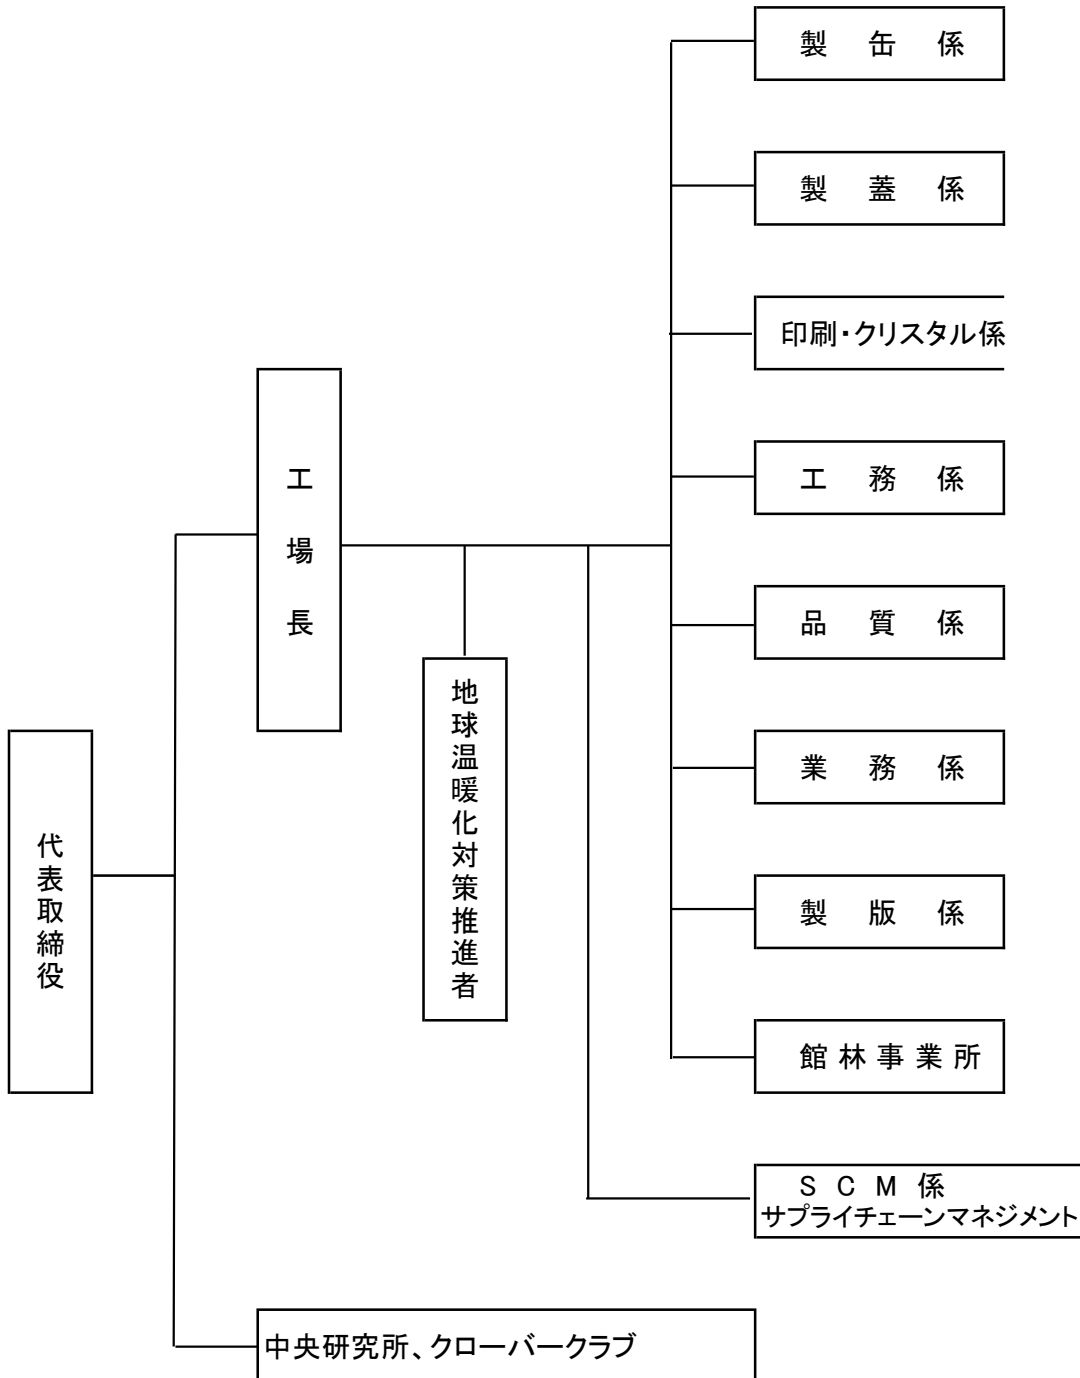 製缶係
製蓋係
印刷・クリスタル係
工場長
工務係
品質係
地球温暖化対策推進者
業務係
代表取締役
製版係
館林事業所
SCM係
サプライチェーンマネジメント
中央研究所、クローバークラブ